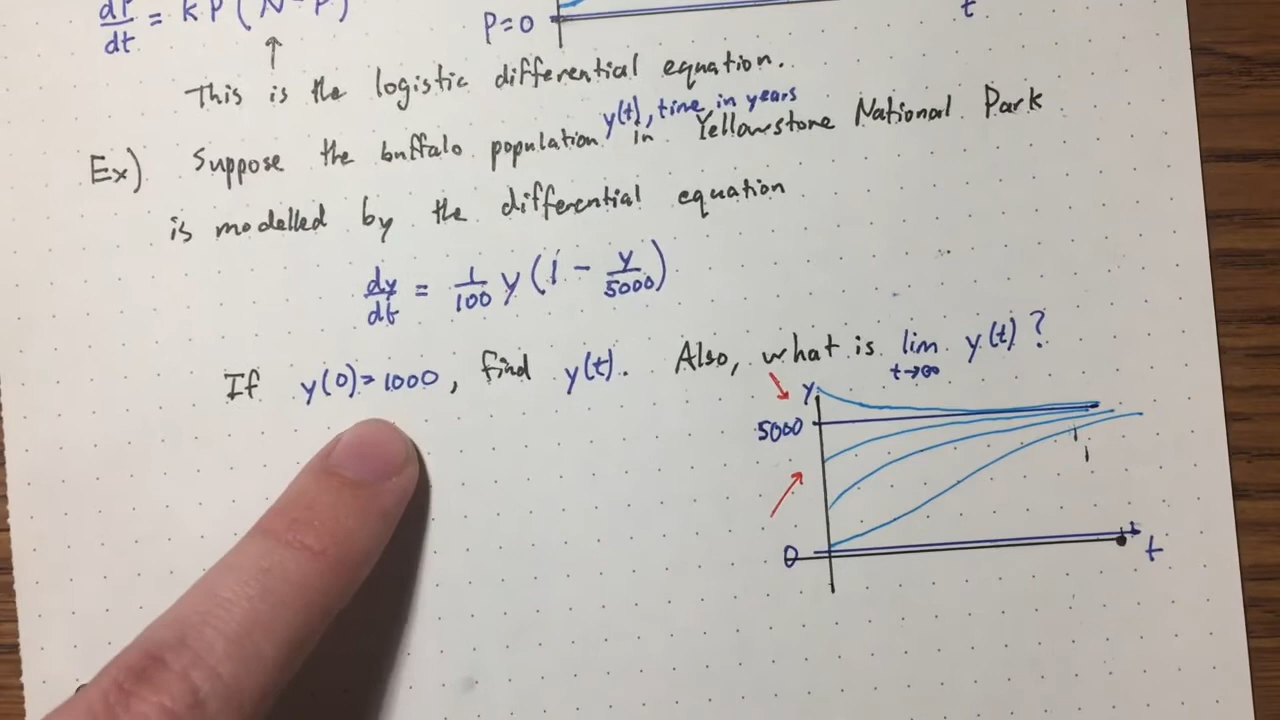 dP/dt = k P ( N - P )
P=0
t
This is the logistic differential equation.
y(t), time in years
Ex) Suppose the buffalo population in Yellowstone National Park
is modelled by the differential equation
dy/dt = 1/100 y (1 - y/5000)
If y(0)=1000, find y(t). Also, what is lim t→∞ y(t)?
y
5000
0
t